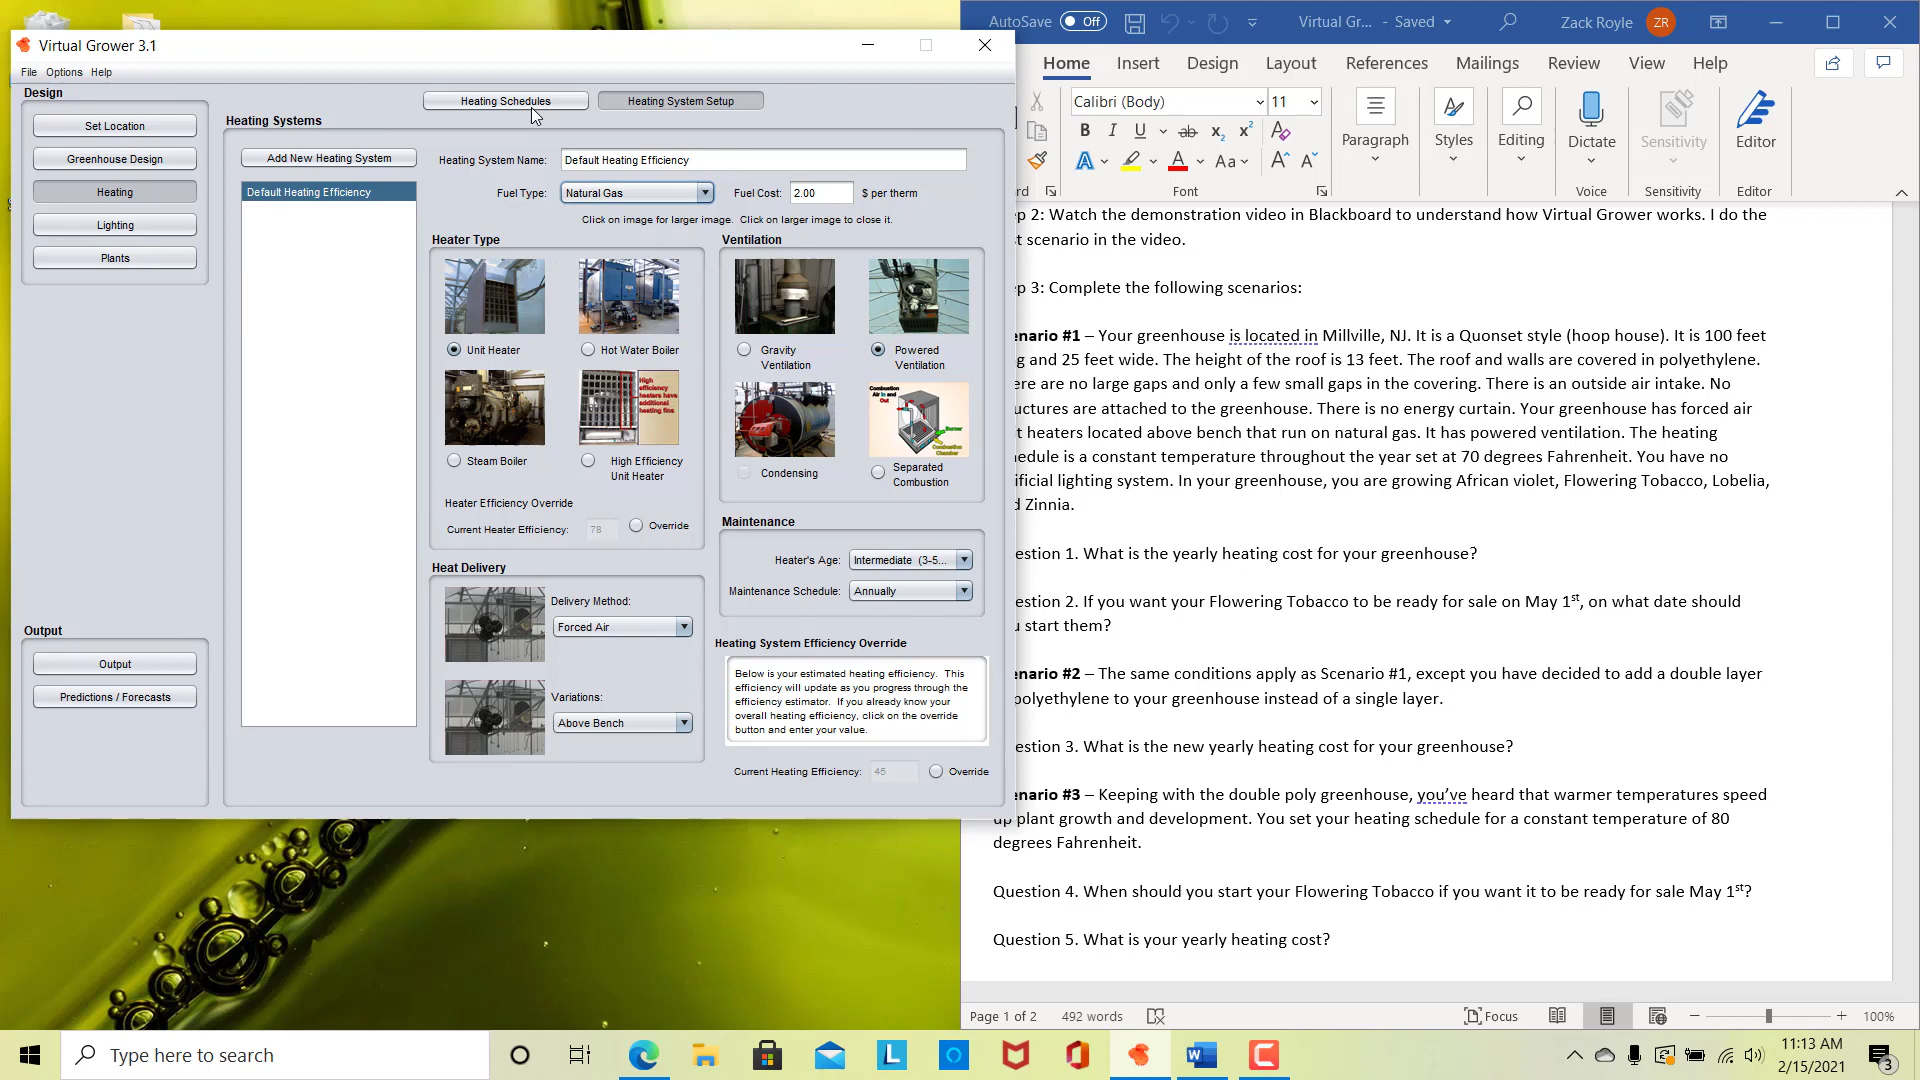 Virtual Grower 3.1
File Options Help
Design
Set Location
Greenhouse Design
Heating
Lighting
Plants
Output
Output
Predictions / Forecasts
Heating Schedules
Heating System Setup
Heating Systems
Add New Heating System
Default Heating Efficiency
Heating System Name: Default Heating Efficiency
Fuel Type: Natural Gas Fuel Cost: 2.00 $ per therm
Click on image for larger image. Click on larger image to close it.
Heater Type
Unit Heater Hot Water Boiler
High efficiency heaters have additional heating fins
Steam Boiler High Efficiency
Unit Heater
Heater Efficiency Override
Current Heater Efficiency: 78 Override
Heat Delivery
Delivery Method:
Forced Air
Variations:
Above Bench
Ventilation
Gravity Powered
Ventilation Ventilation
Combustion
Air In and Out
Burner
Combustion
Chamber
Condensing Separated
Combustion
Maintenance
Heater's Age: Intermediate (3-5...
Maintenance Schedule: Annually
Heating System Efficiency Override
Below is your estimated heating efficiency. This
efficiency will update as you progress through the
efficiency estimator. If you already know your
overall heating efficiency, click on the override
button and enter your value.
Current Heating Efficiency: 45 Override
AutoSave Off Virtual Gr... - Saved Zack Royle ZR
Home Insert Design Layout References Mailings Review View Help
Calibri (Body) 11
B I U ab x2 x2
A A Aa A A
Font
Paragraph
Styles
Editing
Dictate
Voice
Sensitivity
Sensitivity
Editor
Editor
ep 2: Watch the demonstration video in Blackboard to understand how Virtual Grower works. I do the
t scenario in the video.
ep 3: Complete the following scenarios:
enario #1 – Your greenhouse is located in Millville, NJ. It is a Quonset style (hoop house). It is 100 feet
g and 25 feet wide. The height of the roof is 13 feet. The roof and walls are covered in polyethylene.
ere are no large gaps and only a few small gaps in the covering. There is an outside air intake. No
uctures are attached to the greenhouse. There is no energy curtain. Your greenhouse has forced air
t heaters located above bench that run on natural gas. It has powered ventilation. The heating
hedule is a constant temperature throughout the year set at 70 degrees Fahrenheit. You have no
ificial lighting system. In your greenhouse, you are growing African violet, Flowering Tobacco, Lobelia,
d Zinnia.
estion 1. What is the yearly heating cost for your greenhouse?
estion 2. If you want your Flowering Tobacco to be ready for sale on May 1st, on what date should
u start them?
enario #2 – The same conditions apply as Scenario #1, except you have decided to add a double layer
polyethylene to your greenhouse instead of a single layer.
estion 3. What is the new yearly heating cost for your greenhouse?
enario #3 – Keeping with the double poly greenhouse, you've heard that warmer temperatures speed
up plant growth and development. You set your heating schedule for a constant temperature of 80
degrees Fahrenheit.
Question 4. When should you start your Flowering Tobacco if you want it to be ready for sale May 1st?
Question 5. What is your yearly heating cost?
Page 1 of 2 492 words Focus 100%
Type here to search
L
11:13 AM
2/15/2021
3